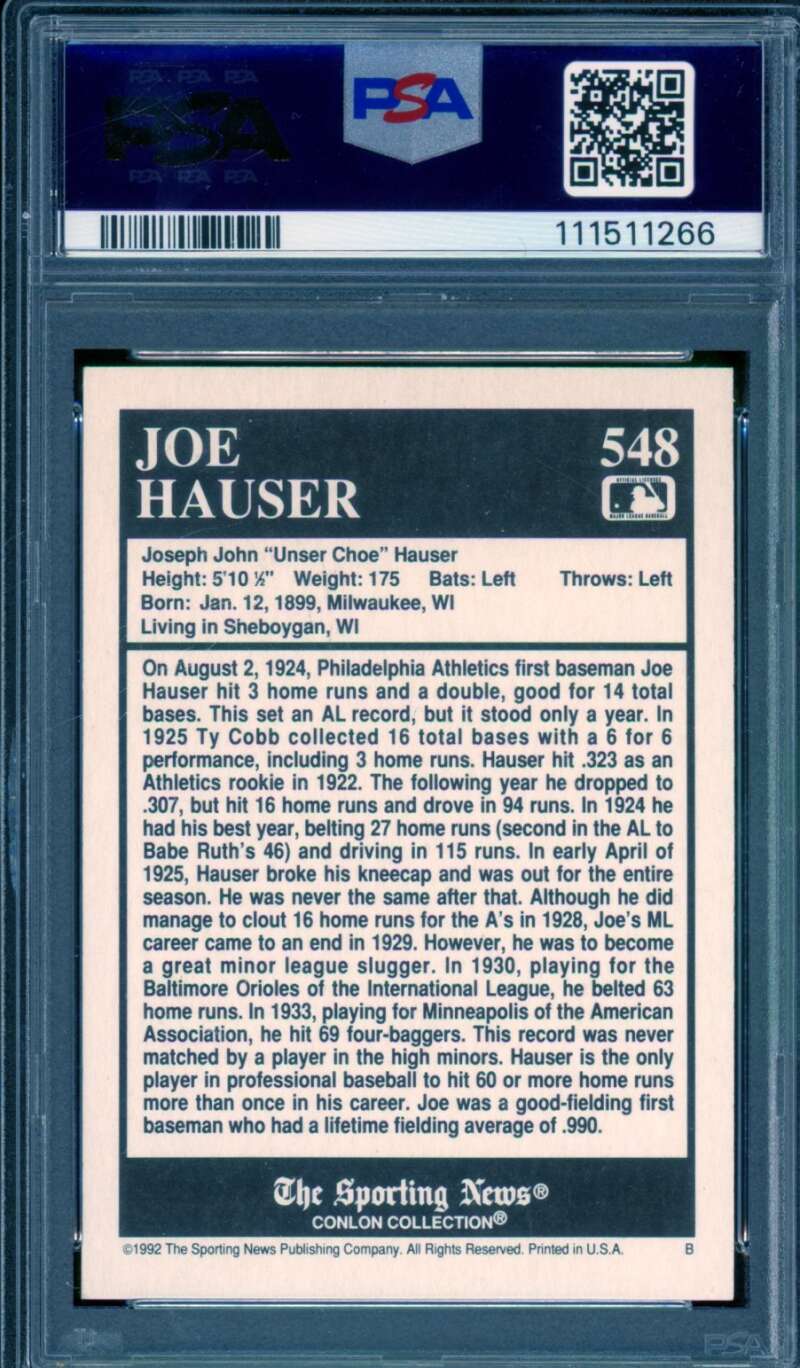 PSA PSA PSA
PSA
PSA PSA PSA
PSA
111511266
JOE
HAUSER
548
OFFICIAL LICENSEE
MAJOR LEAGUE BASEBALL
Joseph John “Unser Choe” Hauser
Height: 5'10 ½" Weight: 175 Bats: Left Throws: Left
Born: Jan. 12, 1899, Milwaukee, WI
Living in Sheboygan, WI
On August 2, 1924, Philadelphia Athletics first baseman Joe
Hauser hit 3 home runs and a double, good for 14 total
bases. This set an AL record, but it stood only a year. In
1925 Ty Cobb collected 16 total bases with a 6 for 6
performance, including 3 home runs. Hauser hit .323 as an
Athletics rookie in 1922. The following year he dropped to
.307, but hit 16 home runs and drove in 94 runs. In 1924 he
had his best year, belting 27 home runs (second in the AL to
Babe Ruth's 46) and driving in 115 runs. In early April of
1925, Hauser broke his kneecap and was out for the entire
season. He was never the same after that. Although he did
manage to clout 16 home runs for the A's in 1928, Joe's ML
career came to an end in 1929. However, he was to become
a great minor league slugger. In 1930, playing for the
Baltimore Orioles of the International League, he belted 63
home runs. In 1933, playing for Minneapolis of the American
Association, he hit 69 four-baggers. This record was never
matched by a player in the high minors. Hauser is the only
player in professional baseball to hit 60 or more home runs
more than once in his career. Joe was a good-fielding first
baseman who had a lifetime fielding average of .990.
The Sporting News®
CONLON COLLECTION®
©1992 The Sporting News Publishing Company. All Rights Reserved. Printed in U.S.A. B
PSA